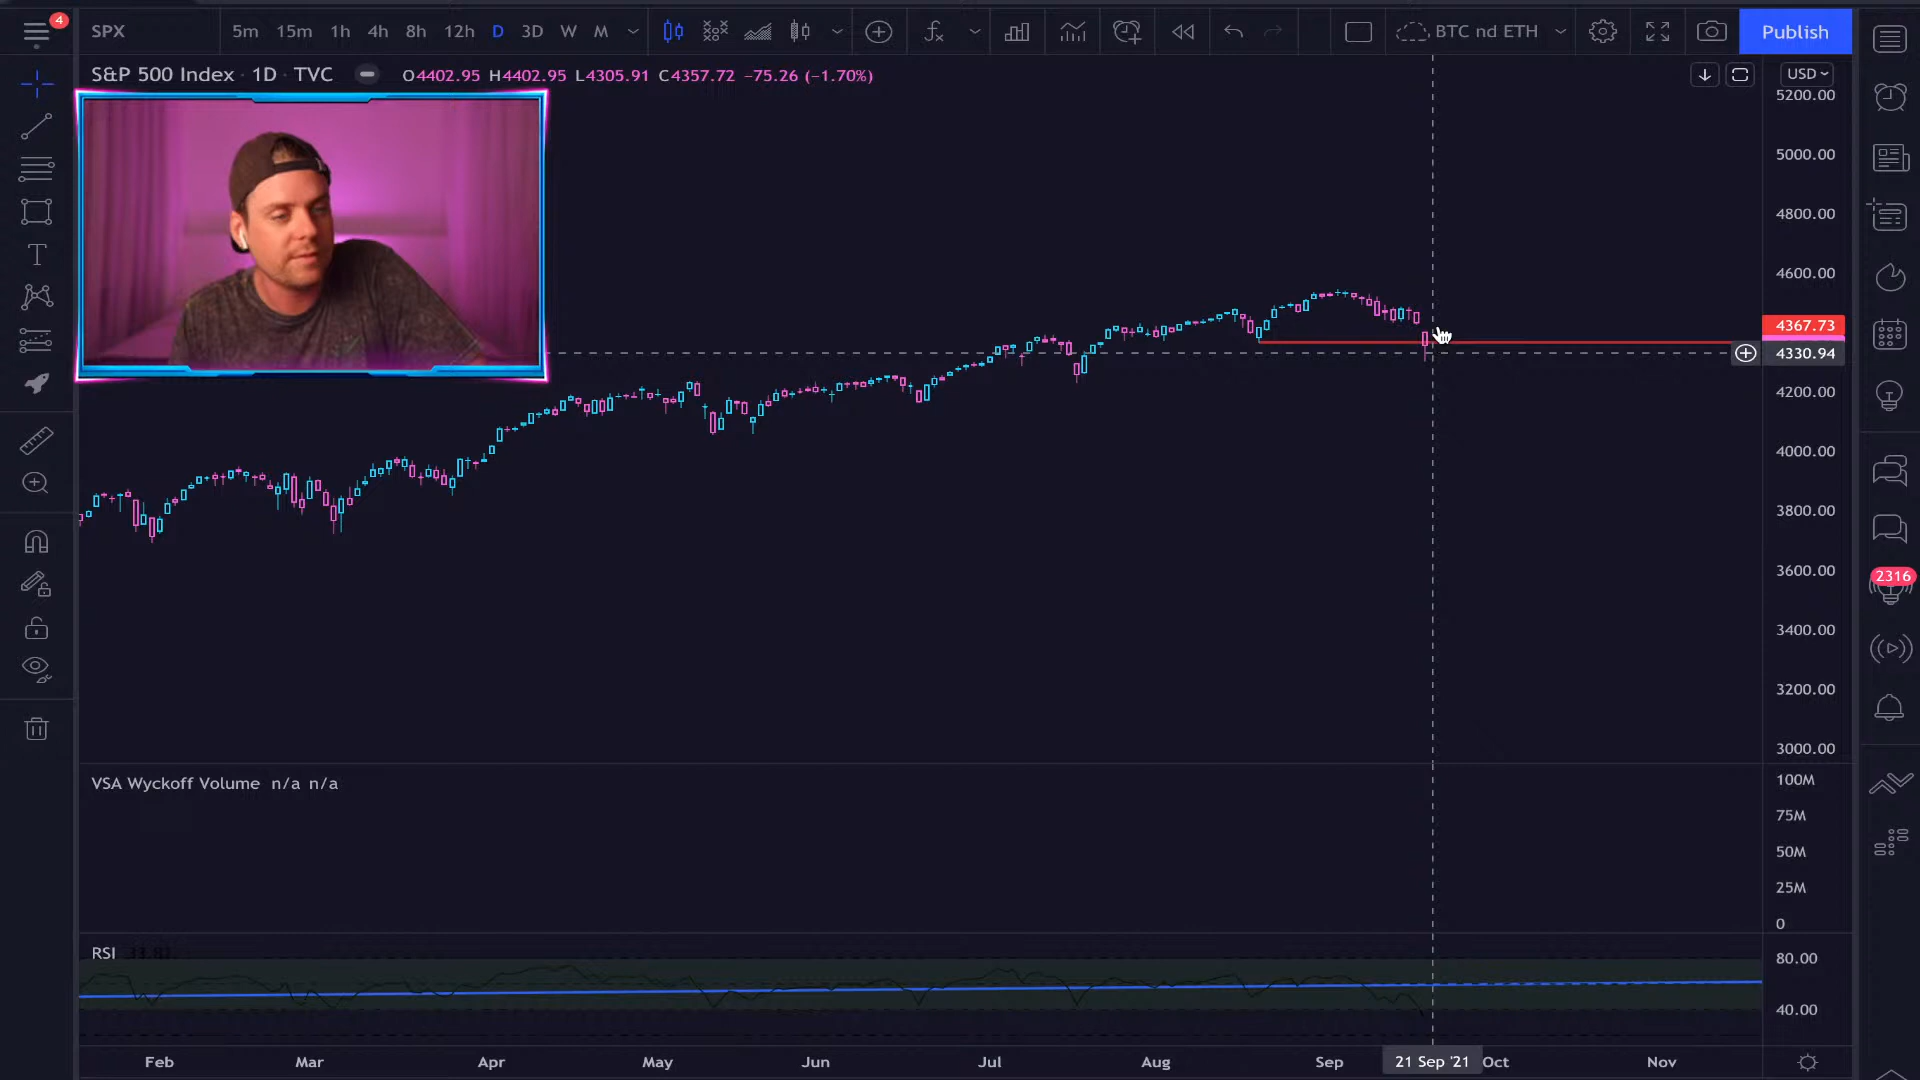 4
SPX 5m 15m 1h 4h 8h 12h D 3D W M BTC nd ETH Publish
S&P 500 Index · 1D · TVC O4402.95 H4402.95 L4305.91 C4357.72 −75.26 (−1.70%) USD
5200.00
5000.00
4800.00
4600.00
4367.73
4330.94
4200.00
4000.00
3800.00
3600.00
2316
3400.00
3200.00
3000.00
VSA Wyckoff Volume n/a n/a
100M
75M
50M
25M
0
RSI
80.00
40.00
Feb Mar Apr May Jun Jul Aug Sep 21 Sep '21 Oct Nov
T